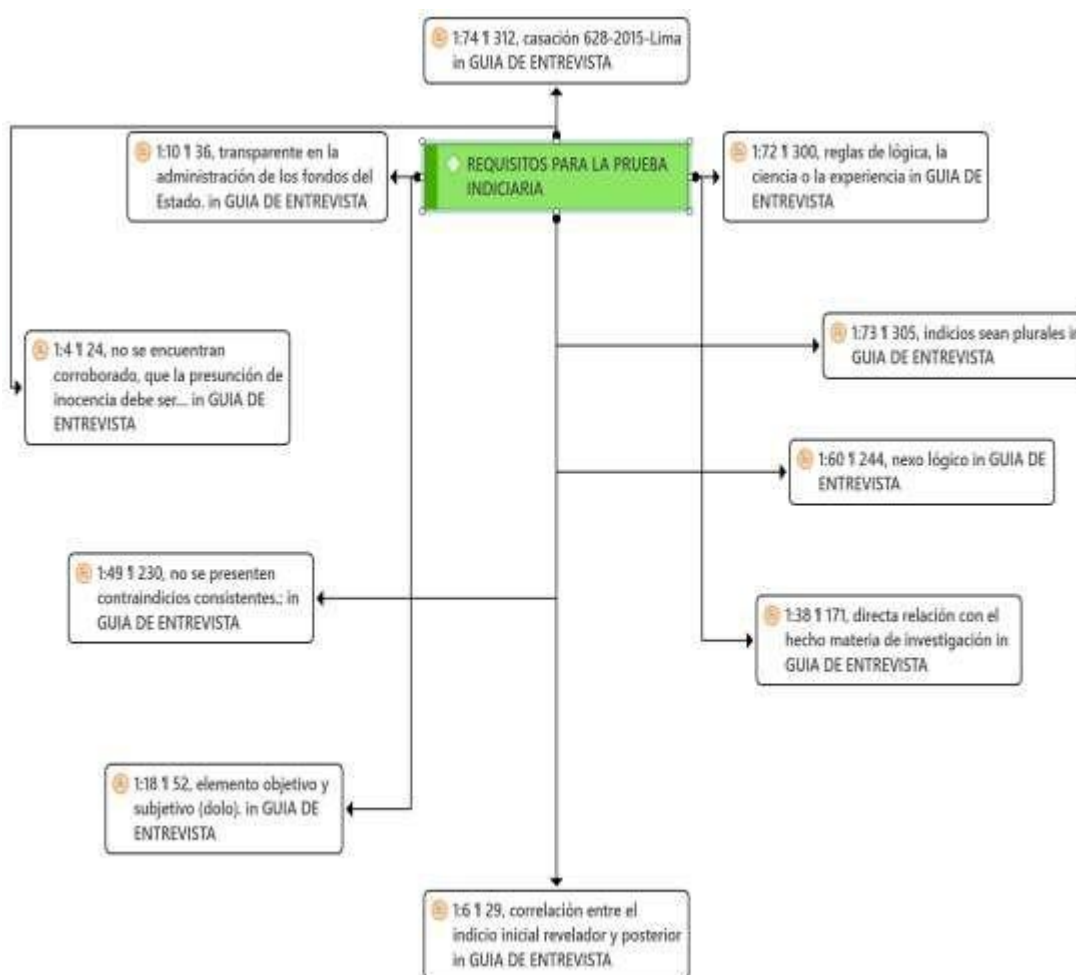 1:74 ¶ 312, casación 628-2015-Lima
in GUIA DE ENTREVISTA
1:10 ¶ 36, transparente en la
administración de los fondos del
Estado. in GUIA DE ENTREVISTA
REQUISITOS PARA LA PRUEBA
INDICIARIA
1:72 ¶ 300, reglas de lógica, la
ciencia o la experiencia in GUIA DE
ENTREVISTA
1:73 ¶ 305, indicios sean plurales in
GUIA DE ENTREVISTA
1:4 ¶ 24, no se encuentran
corroborado, que la presunción de
inocencia debe ser... in GUIA DE
ENTREVISTA
1:60 ¶ 244, nexo lógico in GUIA DE
ENTREVISTA
1:49 ¶ 230, no se presenten
contraindicios consistentes.; in
GUIA DE ENTREVISTA
1:38 ¶ 171, directa relación con el
hecho materia de investigación in
GUIA DE ENTREVISTA
1:18 ¶ 52, elemento objetivo y
subjetivo (dolo). in GUIA DE
ENTREVISTA
1:6 ¶ 29, correlación entre el
indicio inicial revelador y posterior
in GUIA DE ENTREVISTA